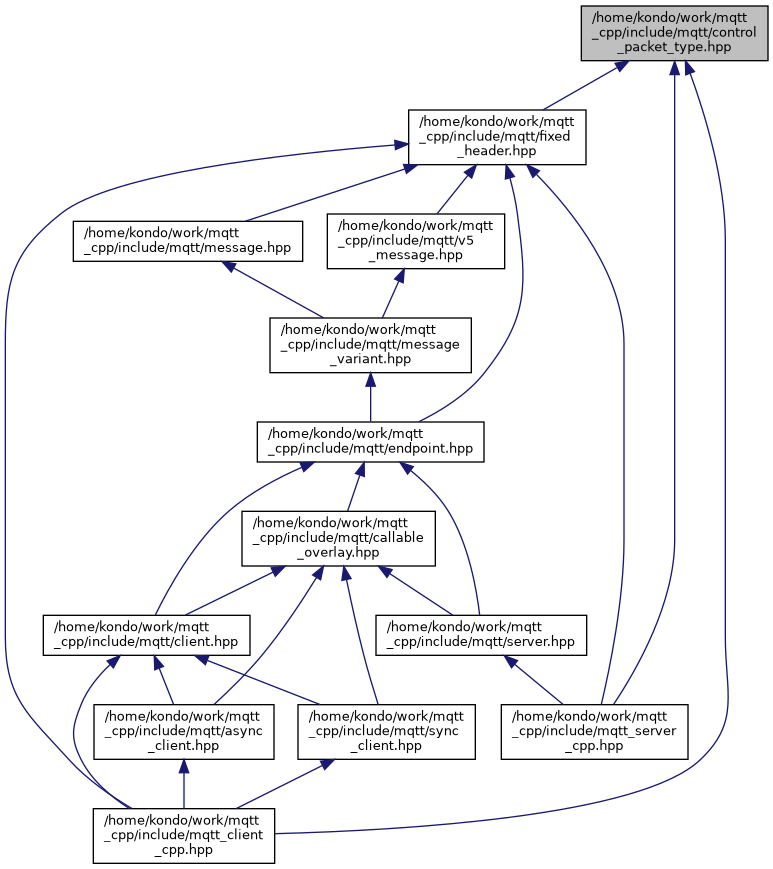 /home/kondo/work/mqtt
_cpp/include/mqtt/control
_packet_type.hpp
/home/kondo/work/mqtt
_cpp/include/mqtt/fixed
_header.hpp
/home/kondo/work/mqtt
_cpp/include/mqtt/message.hpp
/home/kondo/work/mqtt
_cpp/include/mqtt/v5
_message.hpp
/home/kondo/work/mqtt
_cpp/include/mqtt/message
_variant.hpp
/home/kondo/work/mqtt
_cpp/include/mqtt/endpoint.hpp
/home/kondo/work/mqtt
_cpp/include/mqtt/callable
_overlay.hpp
/home/kondo/work/mqtt
_cpp/include/mqtt/client.hpp
/home/kondo/work/mqtt
_cpp/include/mqtt/server.hpp
/home/kondo/work/mqtt
_cpp/include/mqtt/async
_client.hpp
/home/kondo/work/mqtt
_cpp/include/mqtt/sync
_client.hpp
/home/kondo/work/mqtt
_cpp/include/mqtt_server
_cpp.hpp
/home/kondo/work/mqtt
_cpp/include/mqtt_client
_cpp.hpp